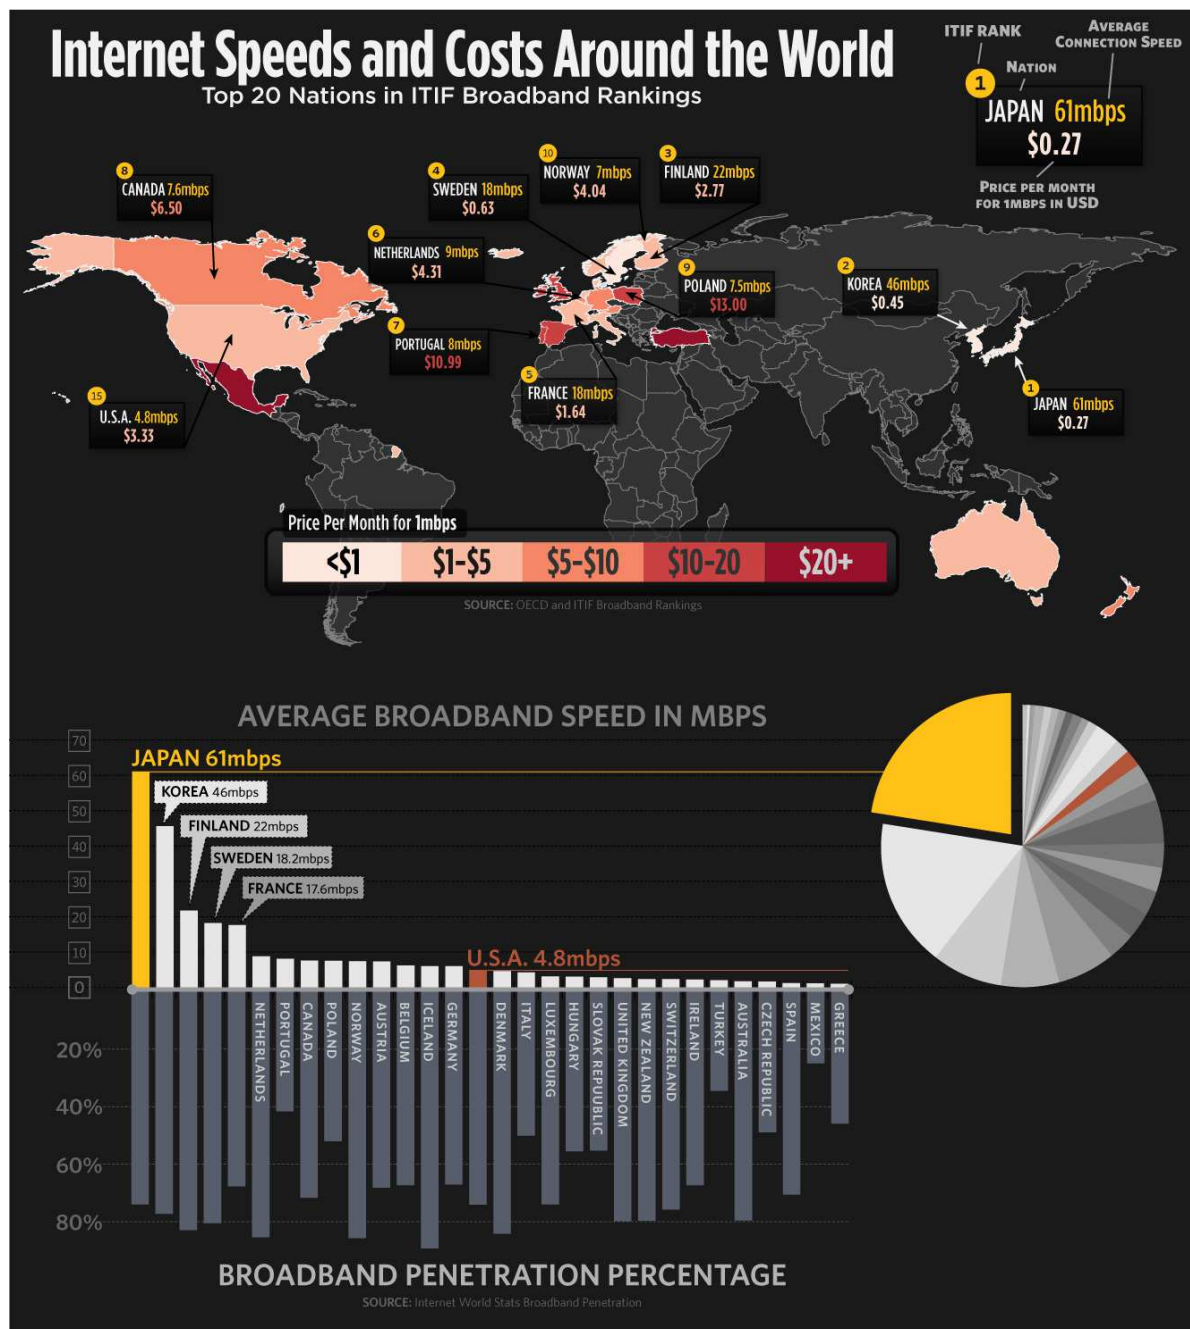 Internet Speeds and Costs Around the World
Top 20 Nations in ITIF Broadband Rankings
ITIF RANK
AVERAGE
CONNECTION SPEED
NATION
1
JAPAN 61mbps
$0.27
PRICE PER MONTH
FOR 1MBPS IN USD
8
CANADA 7.6mbps
$6.50
4
SWEDEN 18mbps
$0.63
10
NORWAY 7mbps
$4.04
3
FINLAND 22mbps
$2.77
6
NETHERLANDS 9mbps
$4.31
9
POLAND 7.5mbps
$13.00
2
KOREA 46mbps
$0.45
7
PORTUGAL 8mbps
$10.99
5
FRANCE 18mbps
$1.64
15
U.S.A. 4.8mbps
$3.33
1
JAPAN 61mbps
$0.27
Price Per Month for 1mbps
<$1 $1-$5 $5-$10 $10-20 $20+
SOURCE: OECD and ITIF Broadband Rankings
AVERAGE BROADBAND SPEED IN MBPS
70
60
50
40
30
20
10
0
JAPAN 61mbps
KOREA 46mbps
FINLAND 22mbps
SWEDEN 18.2mbps
FRANCE 17.6mbps
U.S.A. 4.8mbps
NETHERLANDS
PORTUGAL
CANADA
POLAND
NORWAY
AUSTRIA
BELGIUM
ICELAND
GERMANY
DENMARK
ITALY
LUXEMBOURG
HUNGARY
SLOVAK REPUUBLIC
UNITED KINGDOM
NEW ZEALAND
SWITZERLAND
IRELAND
TURKEY
AUSTRALIA
CZECH REPUBLIC
SPAIN
MEXICO
GREECE
20%
40%
60%
80%
BROADBAND PENETRATION PERCENTAGE
SOURCE: Internet World Stats Broadband Penetration